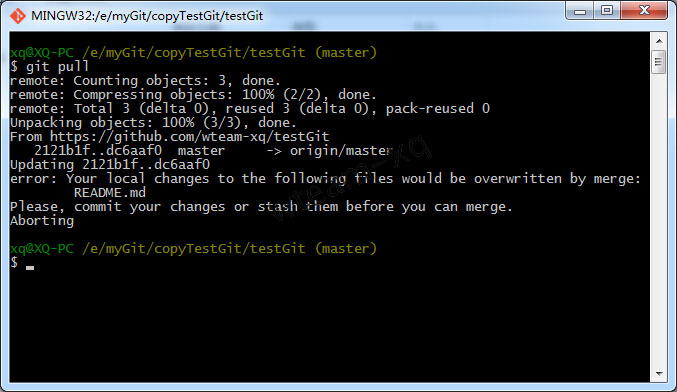 MINGW32:/e/myGit/copyTestGit/testGit
xq@XQ-PC /e/myGit/copyTestGit/testGit (master)
$ git pull
remote: Counting objects: 3, done.
remote: Compressing objects: 100% (2/2), done.
remote: Total 3 (delta 0), reused 3 (delta 0), pack-reused 0
Unpacking objects: 100% (3/3), done.
From https://github.com/wteam-xq/testGit
   2121b1f..dc6aaf0  master     -> origin/master
Updating 2121b1f..dc6aaf0
error: Your local changes to the following files would be overwritten by merge:
        README.md
Please, commit your changes or stash them before you can merge.
Aborting
xq@XQ-PC /e/myGit/copyTestGit/testGit (master)
$
wteam-xq